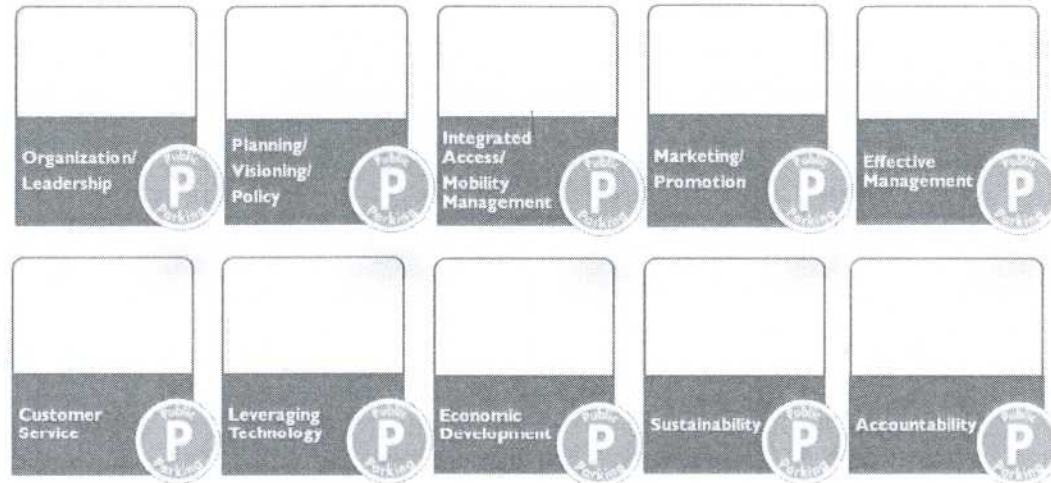 Organization/
Leadership
Public
P
Parking
Planning/
Visioning/
Policy
Public
P
Parking
Integrated
Access/
Mobility
Management
Public
P
Parking
Marketing/
Promotion
Public
P
Parking
Effective
Management
Public
P
Parking
Customer
Service
Public
P
Parking
Leveraging
Technology
Public
P
Parking
Economic
Development
Public
P
Parking
Sustainability
Public
P
Parking
Accountability
Public
P
Parking